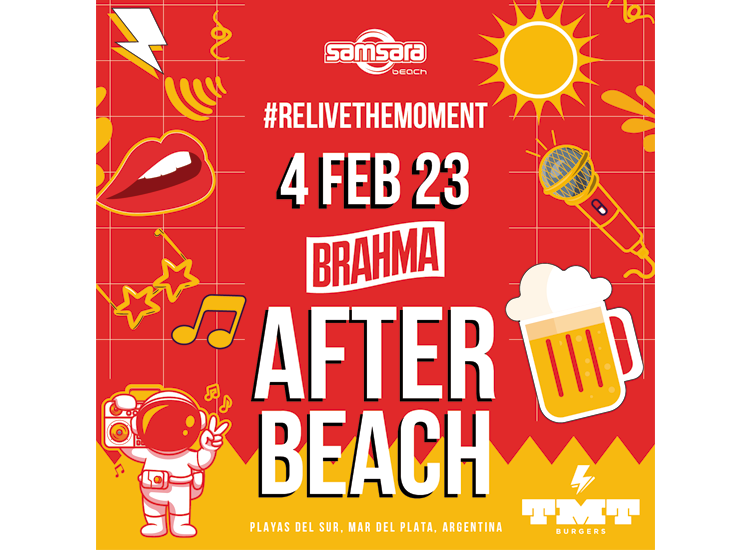 samsara
beach
#RELIVETHEMOMENT
4 FEB 23
BRAHMA
AFTER
BEACH
TMT
BURGERS
PLAYAS DEL SUR, MAR DEL PLATA, ARGENTINA